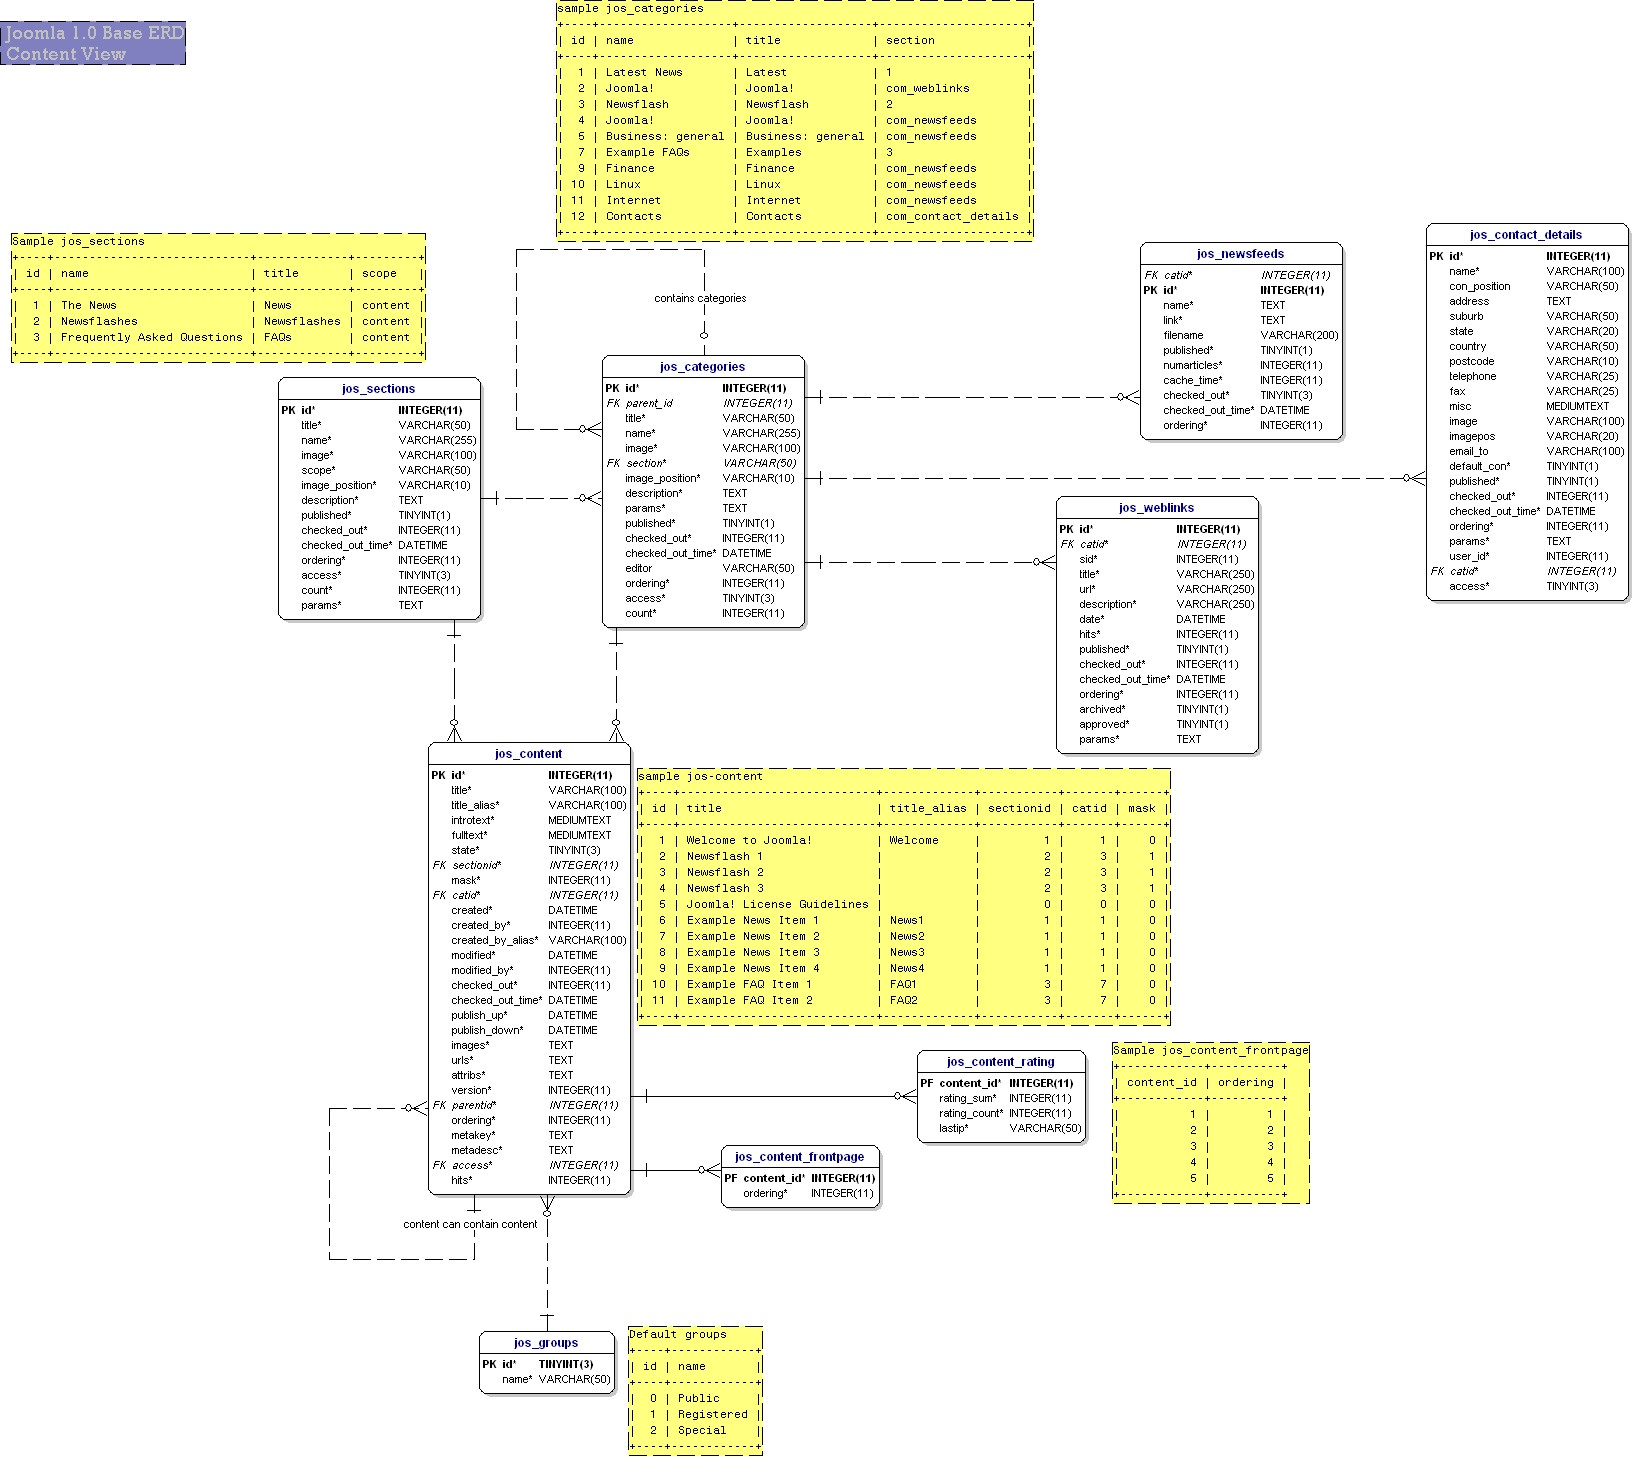 Joomla 1.0 Base ERD
Content View
sample jos_categories
+----+-------------------+-------------------+---------------------+
| id | name | title | section |
+----+-------------------+-------------------+---------------------+
| 1 | Latest News | Latest | 1 |
| 2 | Joomla! | Joomla! | com_weblinks |
| 3 | Newsflash | Newsflash | 2 |
| 4 | Joomla! | Joomla! | com_newsfeeds |
| 5 | Business: general | Business: general | com_newsfeeds |
| 7 | Example FAQs | Examples | 3 |
| 9 | Finance | Finance | com_newsfeeds |
| 10 | Linux | Linux | com_newsfeeds |
| 11 | Internet | Internet | com_newsfeeds |
| 12 | Contacts | Contacts | com_contact_details |
Sample jos_sections
| id | name | title | scope |
| 1 | The News | News | content |
| 2 | Newsflashes | Newsflashes | content |
| 3 | Frequently Asked Questions | FAQs | content |
contains categories
jos_sections
PK id* INTEGER(11)
title* VARCHAR(50)
name* VARCHAR(255)
image* VARCHAR(100)
scope* VARCHAR(50)
image_position* VARCHAR(10)
description* TEXT
published* TINYINT(1)
checked_out* INTEGER(11)
checked_out_time* DATETIME
ordering* INTEGER(11)
access* TINYINT(3)
count* INTEGER(11)
params* TEXT
jos_categories
PK id* INTEGER(11)
FK parent_id INTEGER(11)
title* VARCHAR(50)
name* VARCHAR(255)
image* VARCHAR(100)
FK section* VARCHAR(50)
image_position* VARCHAR(10)
description* TEXT
params* TEXT
published* TINYINT(1)
checked_out* INTEGER(11)
checked_out_time* DATETIME
editor VARCHAR(50)
ordering* INTEGER(11)
access* TINYINT(3)
count* INTEGER(11)
jos_newsfeeds
FK catid* INTEGER(11)
PK id* INTEGER(11)
name* TEXT
link* TEXT
filename VARCHAR(200)
published* TINYINT(1)
numarticles* INTEGER(11)
cache_time* INTEGER(11)
checked_out* TINYINT(3)
checked_out_time* DATETIME
ordering* INTEGER(11)
jos_contact_details
PK id* INTEGER(11)
name* VARCHAR(100)
con_position VARCHAR(50)
address TEXT
suburb VARCHAR(50)
state VARCHAR(20)
country VARCHAR(50)
postcode VARCHAR(10)
telephone VARCHAR(25)
fax VARCHAR(25)
misc MEDIUMTEXT
image VARCHAR(100)
imagepos VARCHAR(20)
email_to VARCHAR(100)
default_con* TINYINT(1)
published* TINYINT(1)
checked_out* INTEGER(11)
checked_out_time* DATETIME
ordering* INTEGER(11)
params* TEXT
user_id* INTEGER(11)
FK catid* INTEGER(11)
access* TINYINT(3)
jos_weblinks
PK id* INTEGER(11)
FK catid* INTEGER(11)
sid* INTEGER(11)
title* VARCHAR(250)
url* VARCHAR(250)
description* VARCHAR(250)
date* DATETIME
hits* INTEGER(11)
published* TINYINT(1)
checked_out* INTEGER(11)
checked_out_time* DATETIME
ordering* INTEGER(11)
archived* TINYINT(1)
approved* TINYINT(1)
params* TEXT
jos_content
PK id* INTEGER(11)
title* VARCHAR(100)
title_alias* VARCHAR(100)
introtext* MEDIUMTEXT
fulltext* MEDIUMTEXT
state* TINYINT(3)
FK sectionid* INTEGER(11)
mask* INTEGER(11)
FK catid* INTEGER(11)
created* DATETIME
created_by* INTEGER(11)
created_by_alias* VARCHAR(100)
modified* DATETIME
modified_by* INTEGER(11)
checked_out* INTEGER(11)
checked_out_time* DATETIME
publish_up* DATETIME
publish_down* DATETIME
images* TEXT
urls* TEXT
attribs* TEXT
version* INTEGER(11)
FK parentid* INTEGER(11)
ordering* INTEGER(11)
metakey* TEXT
metadesc* TEXT
FK access* INTEGER(11)
hits* INTEGER(11)
content can contain content
sample jos-content
| id | title | title_alias | sectionid | catid | mask |
| 1 | Welcome to Joomla! | Welcome | 1 | 1 | 0 |
| 2 | Newsflash 1 | | 2 | 3 | 1 |
| 3 | Newsflash 2 | | 2 | 3 | 1 |
| 4 | Newsflash 3 | | 2 | 3 | 1 |
| 5 | Joomla! License Guidelines | | 0 | 0 | 0 |
| 6 | Example News Item 1 | News1 | 1 | 1 | 0 |
| 7 | Example News Item 2 | News2 | 1 | 1 | 0 |
| 8 | Example News Item 3 | News3 | 1 | 1 | 0 |
| 9 | Example News Item 4 | News4 | 1 | 1 | 0 |
| 10 | Example FAQ Item 1 | FAQ1 | 3 | 7 | 0 |
| 11 | Example FAQ Item 2 | FAQ2 | 3 | 7 | 0 |
jos_content_rating
PF content_id* INTEGER(11)
rating_sum* INTEGER(11)
rating_count* INTEGER(11)
lastip* VARCHAR(50)
jos_content_frontpage
PF content_id* INTEGER(11)
ordering* INTEGER(11)
Sample jos_content_frontpage
| content_id | ordering |
| 1 | 1 |
| 2 | 2 |
| 3 | 3 |
| 4 | 4 |
| 5 | 5 |
jos_groups
PK id* TINYINT(3)
name* VARCHAR(50)
Default groups
| id | name |
| 0 | Public |
| 1 | Registered |
| 2 | Special |